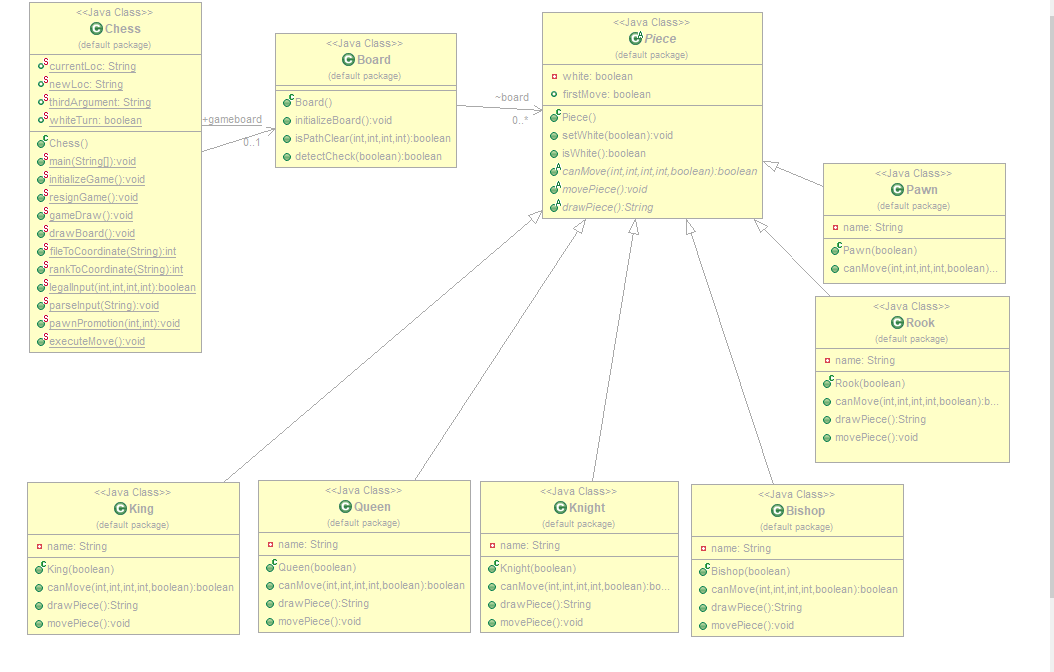 <<Java Class>>
Chess
(default package)
currentLoc: String
newLoc: String
thirdArgument: String
whiteTurn: boolean
Chess()
main(String[]):void
initializeGame():void
resignGame():void
gameDraw():void
drawBoard():void
fileToCoordinate(String):int
rankToCoordinate(String):int
legalInput(int,int,int,int):boolean
parseInput(String):void
pawnPromotion(int,int):void
executeMove():void
+gameboard
0..1
<<Java Class>>
Board
(default package)
Board()
initializeBoard():void
isPathClear(int,int,int,int):boolean
detectCheck(boolean):boolean
~board
0..*
<<Java Class>>
Piece
(default package)
white: boolean
firstMove: boolean
Piece()
setWhite(boolean):void
isWhite():boolean
canMove(int,int,int,int,boolean):boolean
movePiece():void
drawPiece():String
<<Java Class>>
Pawn
(default package)
name: String
Pawn(boolean)
canMove(int,int,int,int,boolean)...
<<Java Class>>
Rook
(default package)
name: String
Rook(boolean)
canMove(int,int,int,int,boolean):b...
drawPiece():String
movePiece():void
<<Java Class>>
King
(default package)
name: String
King(boolean)
canMove(int,int,int,int,boolean):boolean
drawPiece():String
movePiece():void
<<Java Class>>
Queen
(default package)
name: String
Queen(boolean)
canMove(int,int,int,int,boolean):boolean
drawPiece():String
movePiece():void
<<Java Class>>
Knight
(default package)
name: String
Knight(boolean)
canMove(int,int,int,int,boolean):bo...
drawPiece():String
movePiece():void
<<Java Class>>
Bishop
(default package)
name: String
Bishop(boolean)
canMove(int,int,int,int,boolean):boolean
drawPiece():String
movePiece():void